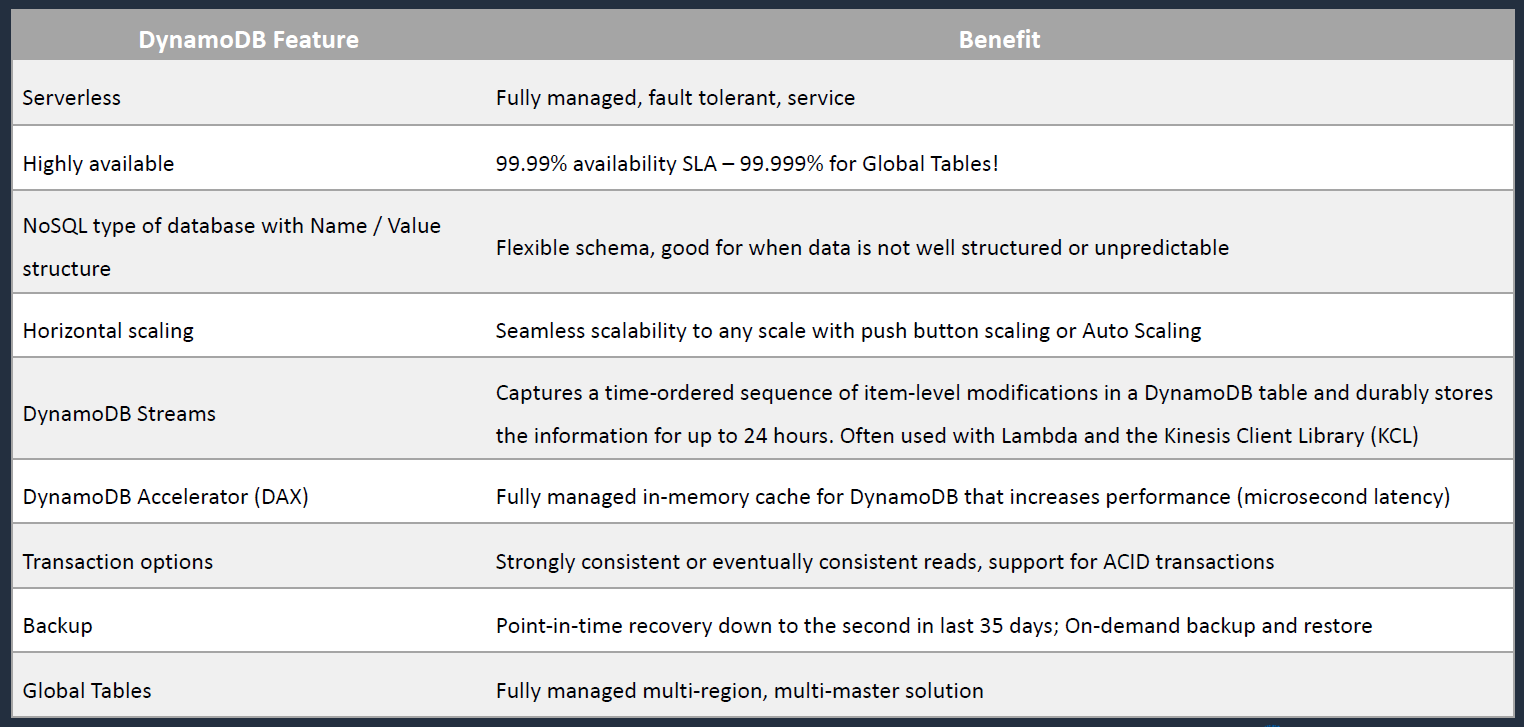 DynamoDB Feature
Benefit
Serverless
Fully managed, fault tolerant, service
Highly available
99.99% availability SLA – 99.999% for Global Tables!
NoSQL type of database with Name / Value
structure
Flexible schema, good for when data is not well structured or unpredictable
Horizontal scaling
Seamless scalability to any scale with push button scaling or Auto Scaling
DynamoDB Streams
Captures a time-ordered sequence of item-level modifications in a DynamoDB table and durably stores
the information for up to 24 hours. Often used with Lambda and the Kinesis Client Library (KCL)
DynamoDB Accelerator (DAX)
Fully managed in-memory cache for DynamoDB that increases performance (microsecond latency)
Transaction options
Strongly consistent or eventually consistent reads, support for ACID transactions
Backup
Point-in-time recovery down to the second in last 35 days; On-demand backup and restore
Global Tables
Fully managed multi-region, multi-master solution